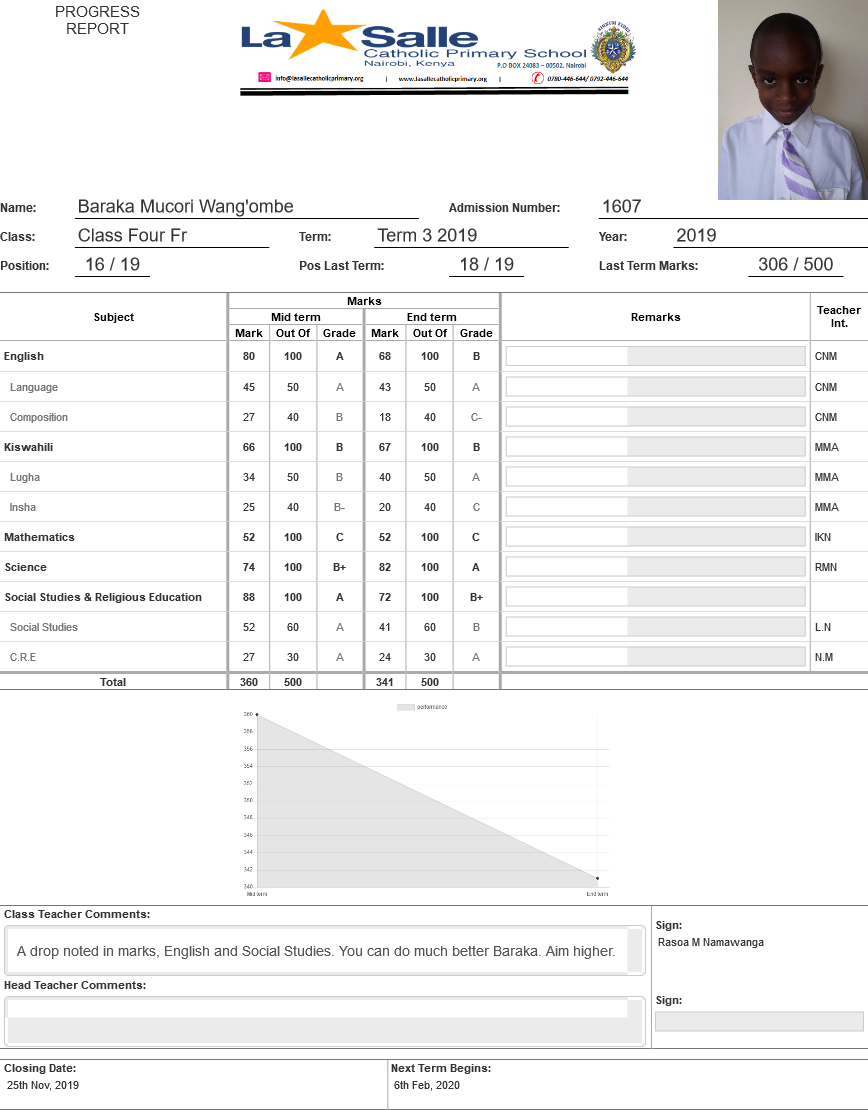 PROGRESS
REPORT
La Salle
Catholic Primary School
Nairobi, Kenya
P.O BOX 24083 – 00502, Nairobi
info@lasallecatholicprimary.org | www.lasallecatholicprimary.org | 0780-446-644/ 0792-446-644
Name: Baraka Mucori Wang'ombe Admission Number: 1607
Class: Class Four Fr Term: Term 3 2019 Year: 2019
Position: 16 / 19 Pos Last Term: 18 / 19 Last Term Marks: 306 / 500
Marks
Subject Mid term End term Remarks Teacher Int.
Mark Out Of Grade Mark Out Of Grade
English 80 100 A 68 100 B CNM
Language 45 50 A 43 50 A CNM
Composition 27 40 B 18 40 C- CNM
Kiswahili 66 100 B 67 100 B MMA
Lugha 34 50 B 40 50 A MMA
Insha 25 40 B- 20 40 C MMA
Mathematics 52 100 C 52 100 C IKN
Science 74 100 B+ 82 100 A RMN
Social Studies & Religious Education 88 100 A 72 100 B+
Social Studies 52 60 A 41 60 B L.N
C.R.E 27 30 A 24 30 A N.M
Total 360 500 341 500
performance
360
358
356
354
352
350
348
346
344
342
340
Mid term End term
Class Teacher Comments:
A drop noted in marks, English and Social Studies. You can do much better Baraka. Aim higher.
Sign:
Rasoa M Namawanga
Head Teacher Comments:
Sign:
Closing Date: Next Term Begins:
25th Nov, 2019 6th Feb, 2020